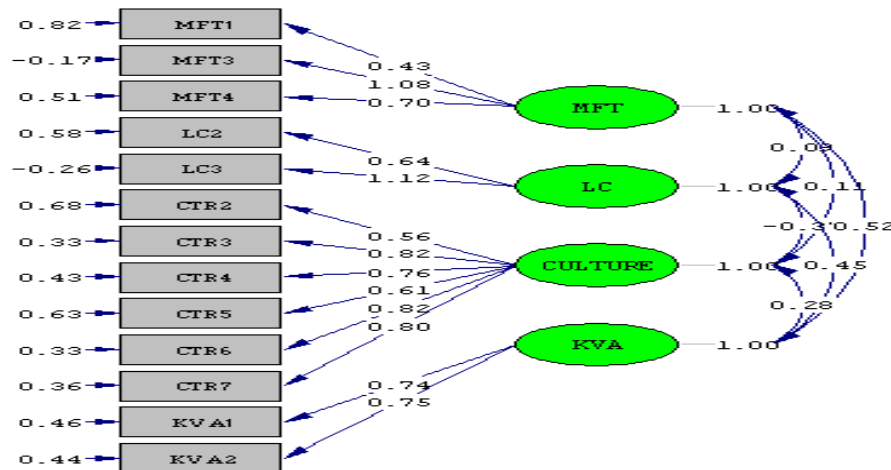 0.82 MFT1
-0.17 MFT3 0.43
1.08
0.51 MFT4 0.70 MFT 1.00
0.58 LC2 0.09
0.64
-0.26 LC3 1.12 LC 1.00 0.11
0.68 CTR2
0.56 0.52
0.33 CTR3 0.82
0.76 CULTURE 1.00 0.45
0.43 CTR4 0.61
0.63 CTR5 0.82 0.28
0.80
0.33 CTR6 KVA 1.00
0.36 CTR7 0.74
0.75
0.46 KVA1
0.44 KVA2